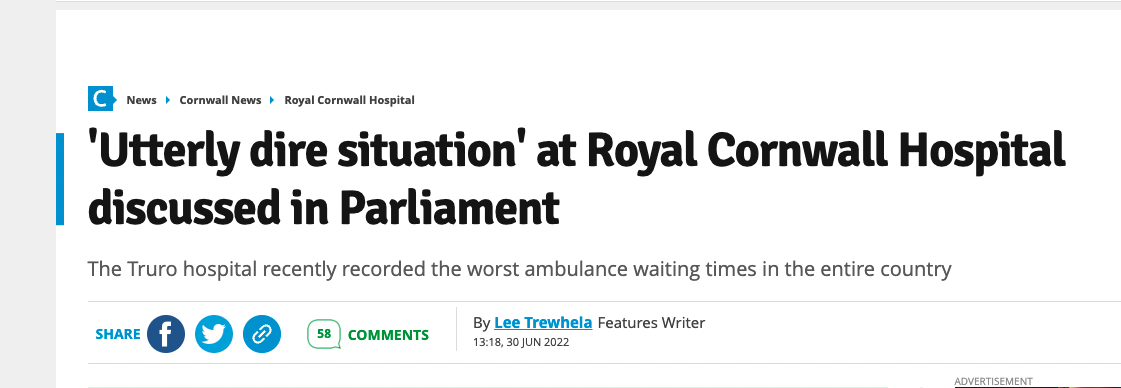 C News Cornwall News Royal Cornwall Hospital
'Utterly dire situation' at Royal Cornwall Hospital
discussed in Parliament
The Truro hospital recently recorded the worst ambulance waiting times in the entire country
SHARE 58 COMMENTS
By Lee Trewhela Features Writer
13:18, 30 JUN 2022
ADVERTISEMENT